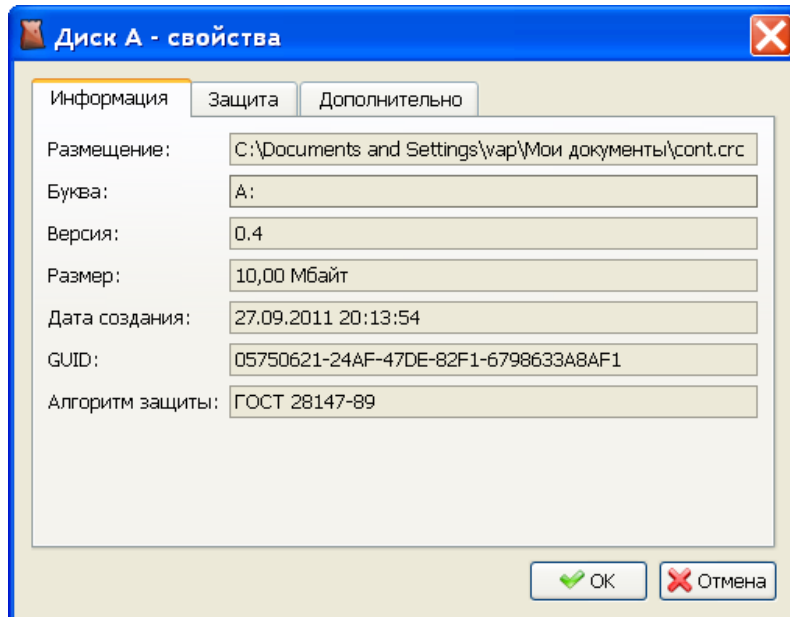 Диск A - свойства
Информация Защита Дополнительно
Размещение: C:\Documents and Settings\vap\Мои документы\cont.crc
Буква: A:
Версия: 0.4
Размер: 10,00 Мбайт
Дата создания: 27.09.2011 20:13:54
GUID: 05750621-24AF-47DE-82F1-6798633A8AF1
Алгоритм защиты: ГОСТ 28147-89
OK Отмена